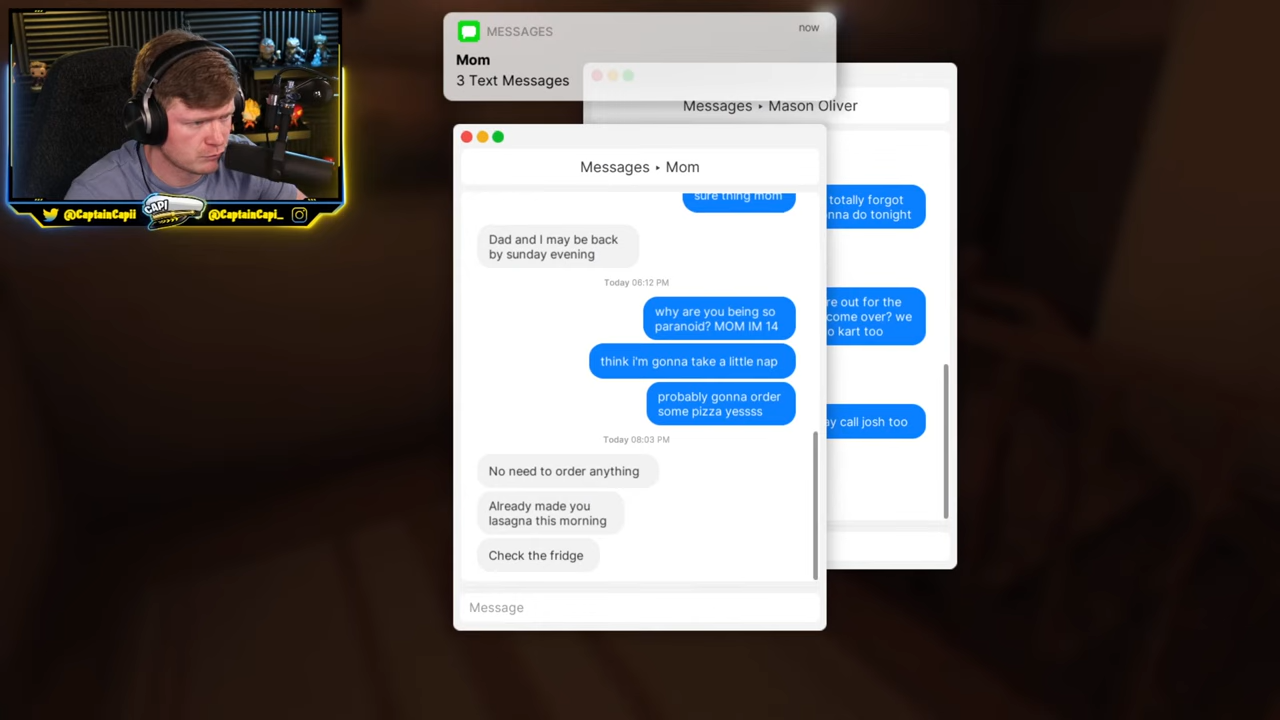 MESSAGES
now
Mom
3 Text Messages
Messages ▸ Mason Oliver
Messages ▸ Mom
sure thing mom
Dad and I may be back
by sunday evening
Today 06:12 PM
why are you being so
paranoid? MOM IM 14
think i'm gonna take a little nap
probably gonna order
some pizza yessss
Today 08:03 PM
No need to order anything
Already made you
lasagna this morning
Check the fridge
Message
totally forgot
nna do tonight
re out for the
come over? we
o kart too
ay call josh too
CAPI
@CaptainCapii
@CaptainCapi_